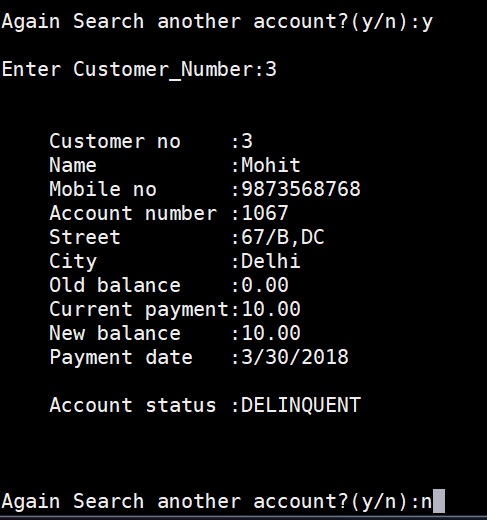 Again Search another account?(y/n):y
Enter Customer_Number:3
Customer no    :3
Name           :Mohit
Mobile no      :9873568768
Account number :1067
Street         :67/B,DC
City           :Delhi
Old balance    :0.00
Current payment:10.00
New balance    :10.00
Payment date   :3/30/2018
Account status :DELINQUENT
Again Search another account?(y/n):n